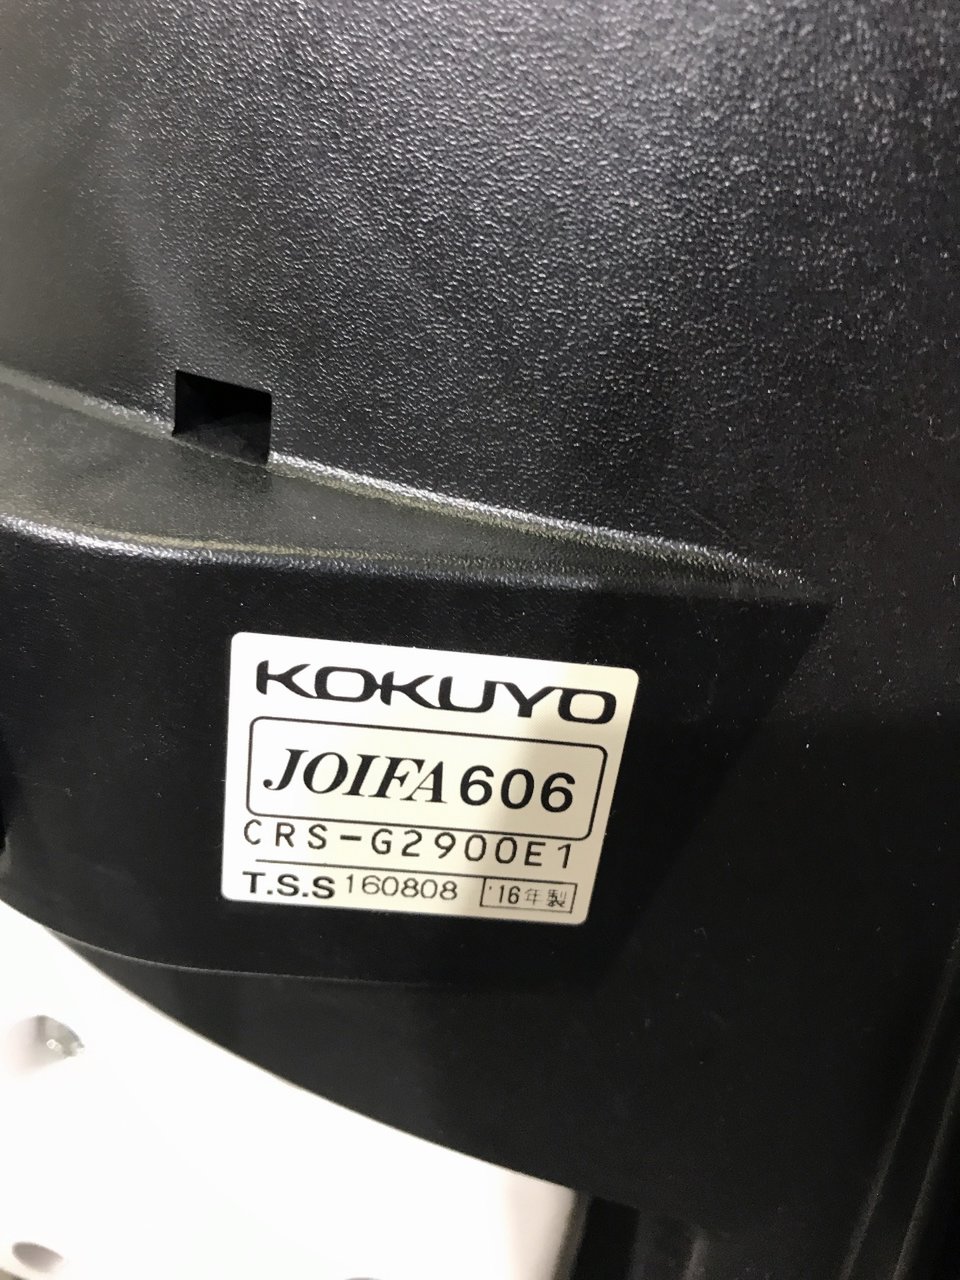 KOKUYO
JOIFA 606
CRS-G2900E1
T.S.S 160808 '16年製